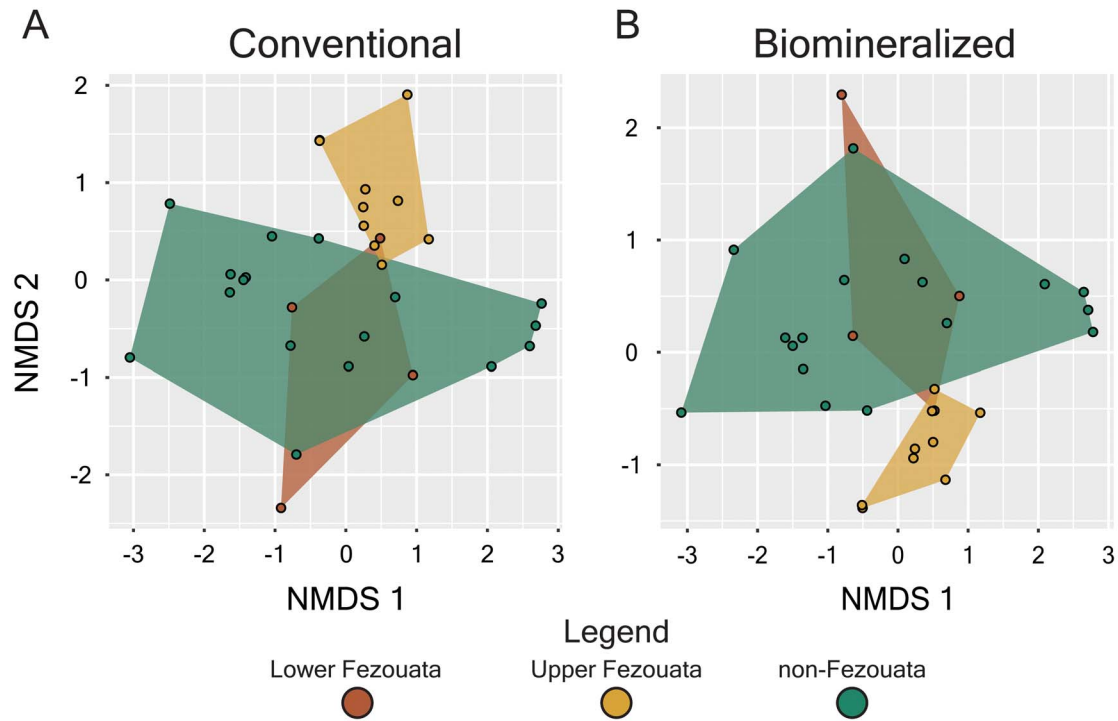 A
Conventional
B
Biomineralized
2
1
0
-1
-2
NMDS 2
-3
-2
-1
0
1
2
3
NMDS 1
2
1
0
-1
-3
-2
-1
0
1
2
3
NMDS 1
Legend
Lower Fezouata
Upper Fezouata
non-Fezouata